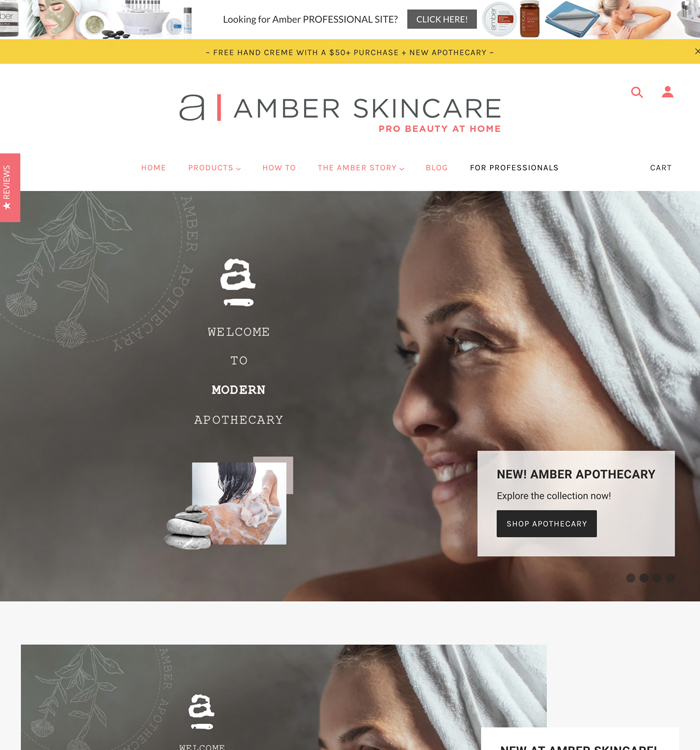 Looking for Amber PROFESSIONAL SITE?
CLICK HERE!
amber
~ FREE HAND CREME WITH A $50+ PURCHASE + NEW APOTHECARY ~
a| AMBER SKINCARE
PRO BEAUTY AT HOME
★ REVIEWS
HOME
PRODUCTS
HOW TO
THE AMBER STORY
BLOG
FOR PROFESSIONALS
CART
AMBER APOTHECARY
a
WELCOME
TO
MODERN
APOTHECARY
NEW! AMBER APOTHECARY
Explore the collection now!
SHOP APOTHECARY
AMBER APOTHECARY
a
WELCOME
NEW AT AMBER SKINCARE!